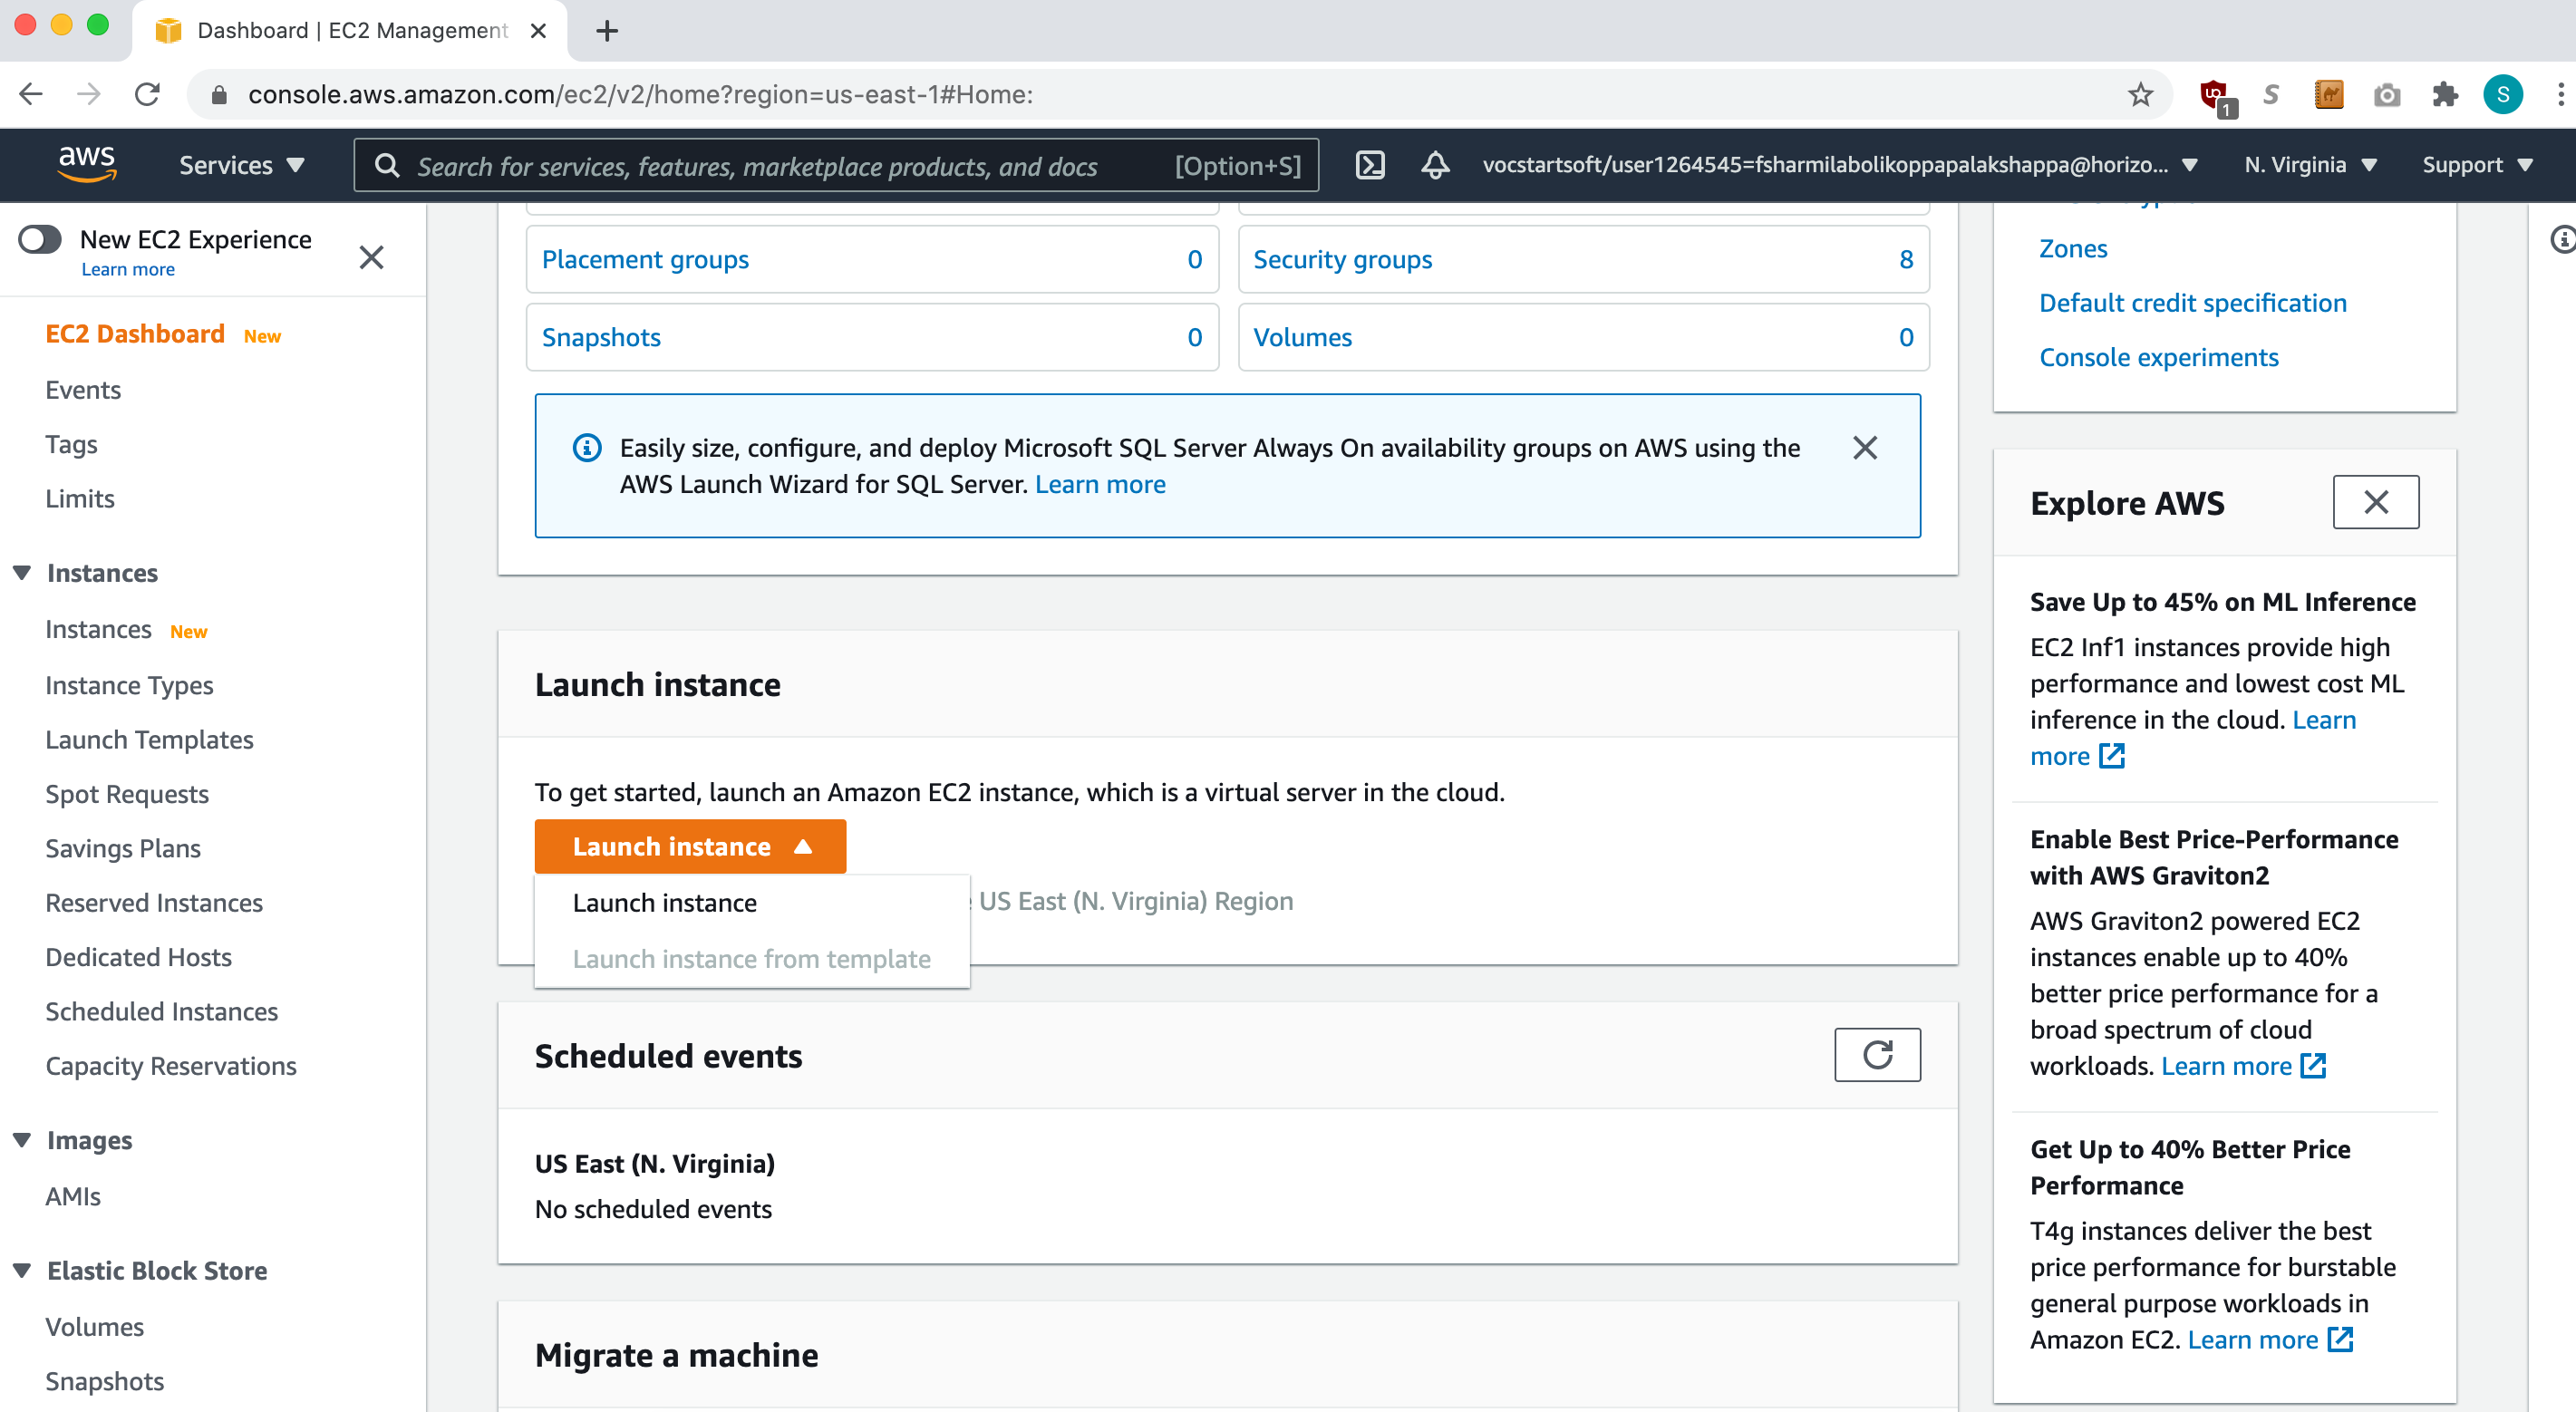 Dashboard | EC2 Management
console.aws.amazon.com/ec2/v2/home?region=us-east-1#Home:
1
S
S
aws
Services
Search for services, features, marketplace products, and docs
[Option+S]
vocstartsoft/user1264545=fsharmilabolikoppapalakshappa@horizo...
N. Virginia
Support
New EC2 Experience
Learn more
EC2 Dashboard New
Events
Tags
Limits
Instances
Instances New
Instance Types
Launch Templates
Spot Requests
Savings Plans
Reserved Instances
Dedicated Hosts
Scheduled Instances
Capacity Reservations
Images
AMIs
Elastic Block Store
Volumes
Snapshots
Placement groups 0
Security groups 8
Snapshots 0
Volumes 0
Easily size, configure, and deploy Microsoft SQL Server Always On availability groups on AWS using the
AWS Launch Wizard for SQL Server. Learn more
Launch instance
To get started, launch an Amazon EC2 instance, which is a virtual server in the cloud.
Launch instance
Launch instance
US East (N. Virginia) Region
Launch instance from template
Scheduled events
US East (N. Virginia)
No scheduled events
Migrate a machine
Zones
Default credit specification
Console experiments
Explore AWS
Save Up to 45% on ML Inference
EC2 Inf1 instances provide high
performance and lowest cost ML
inference in the cloud. Learn
more
Enable Best Price-Performance
with AWS Graviton2
AWS Graviton2 powered EC2
instances enable up to 40%
better price performance for a
broad spectrum of cloud
workloads. Learn more
Get Up to 40% Better Price
Performance
T4g instances deliver the best
price performance for burstable
general purpose workloads in
Amazon EC2. Learn more